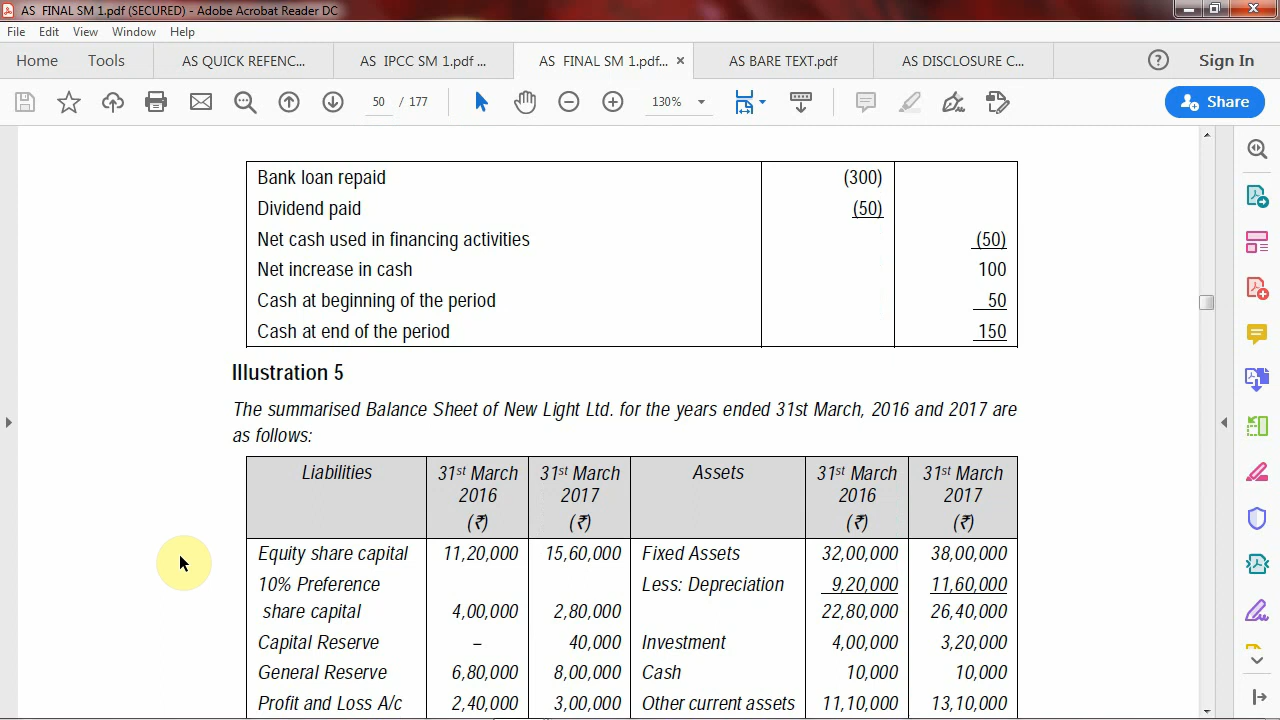 AS FINAL SM 1.pdf (SECURED) - Adobe Acrobat Reader DC
File Edit View Window Help
Home Tools AS QUICK REFENC... AS IPCC SM 1.pdf ... AS FINAL SM 1.pdf... × AS BARE TEXT.pdf AS DISCLOSURE C... Sign In
50 / 177 130% Share
Bank loan repaid (300)
Dividend paid (50)
Net cash used in financing activities (50)
Net increase in cash 100
Cash at beginning of the period 50
Cash at end of the period 150
Illustration 5
The summarised Balance Sheet of New Light Ltd. for the years ended 31st March, 2016 and 2017 are
as follows:
Liabilities 31st March 31st March Assets 31st March 31st March
2016 2017 2016 2017
(₹) (₹) (₹) (₹)
Equity share capital 11,20,000 15,60,000 Fixed Assets 32,00,000 38,00,000
10% Preference Less: Depreciation 9,20,000 11,60,000
share capital 4,00,000 2,80,000 22,80,000 26,40,000
Capital Reserve – 40,000 Investment 4,00,000 3,20,000
General Reserve 6,80,000 8,00,000 Cash 10,000 10,000
Profit and Loss A/c 2,40,000 3,00,000 Other current assets 11,10,000 13,10,000